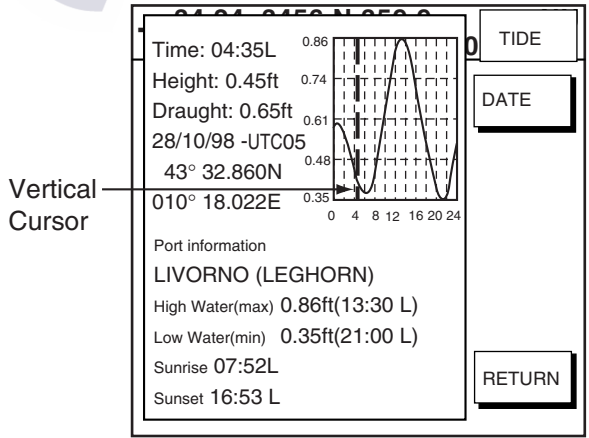 TIDE
Time: 04:35L
Height: 0.45ft
Draught: 0.65ft
28/10/98 -UTC05
43° 32.860N
010° 18.022E
0.86
0.74
0.61
0.48
0.35
0 4 8 12 16 20 24
DATE
Vertical
Cursor
Port information
LIVORNO (LEGHORN)
High Water(max) 0.86ft(13:30 L)
Low Water(min) 0.35ft(21:00 L)
Sunrise 07:52L
Sunset 16:53 L
RETURN